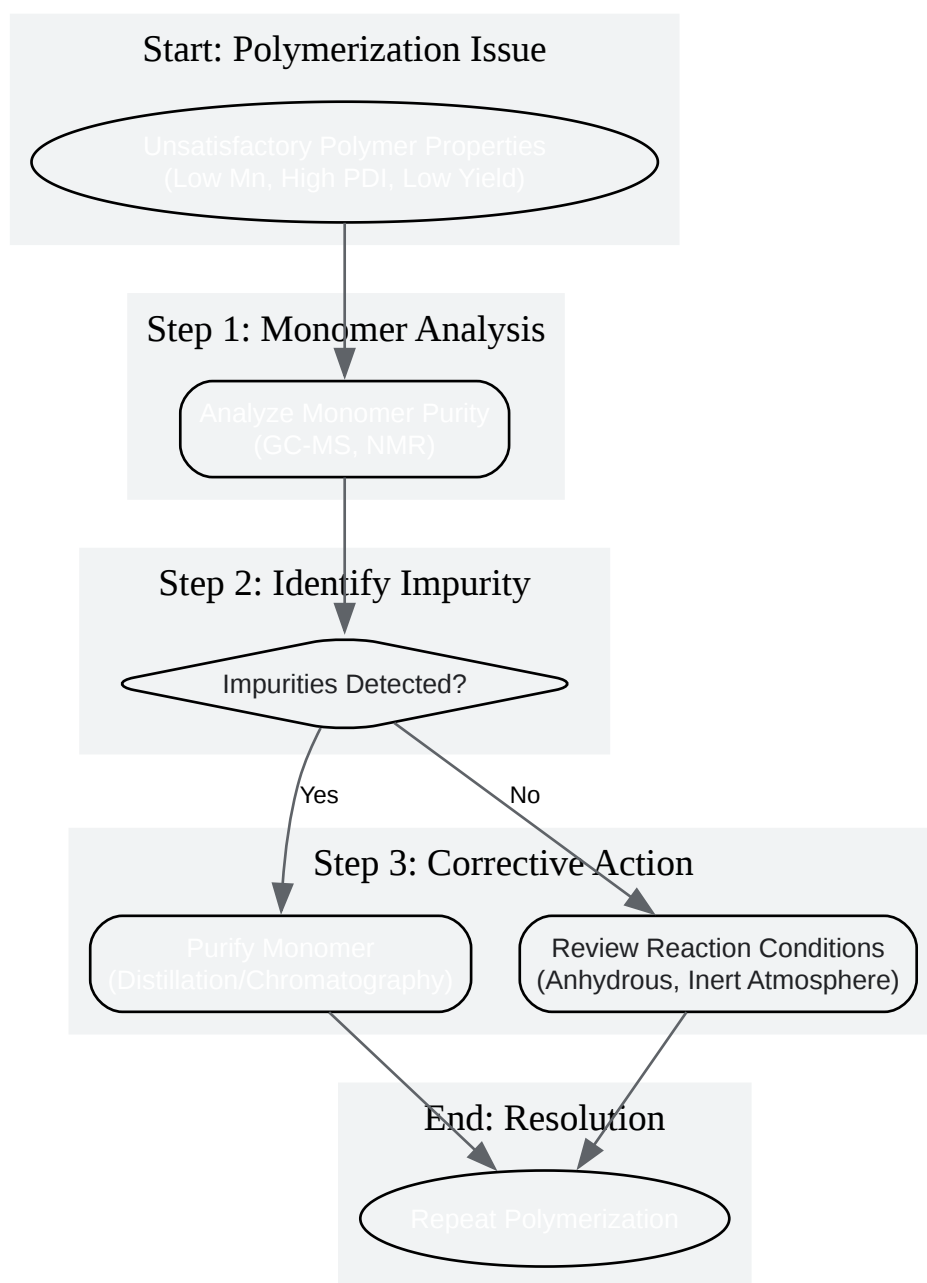 Start: Polymerization Issue
Unsatisfactory Polymer Properties
(Low Mn, High PDI, Low Yield)
Step 1: Monomer Analysis
Analyze Monomer Purity
(GC-MS, NMR)
Step 2: Identify Impurity
Impurities Detected?
Yes
No
Step 3: Corrective Action
Purify Monomer
(Distillation/Chromatography)
Review Reaction Conditions
(Anhydrous, Inert Atmosphere)
End: Resolution
Repeat Polymerization